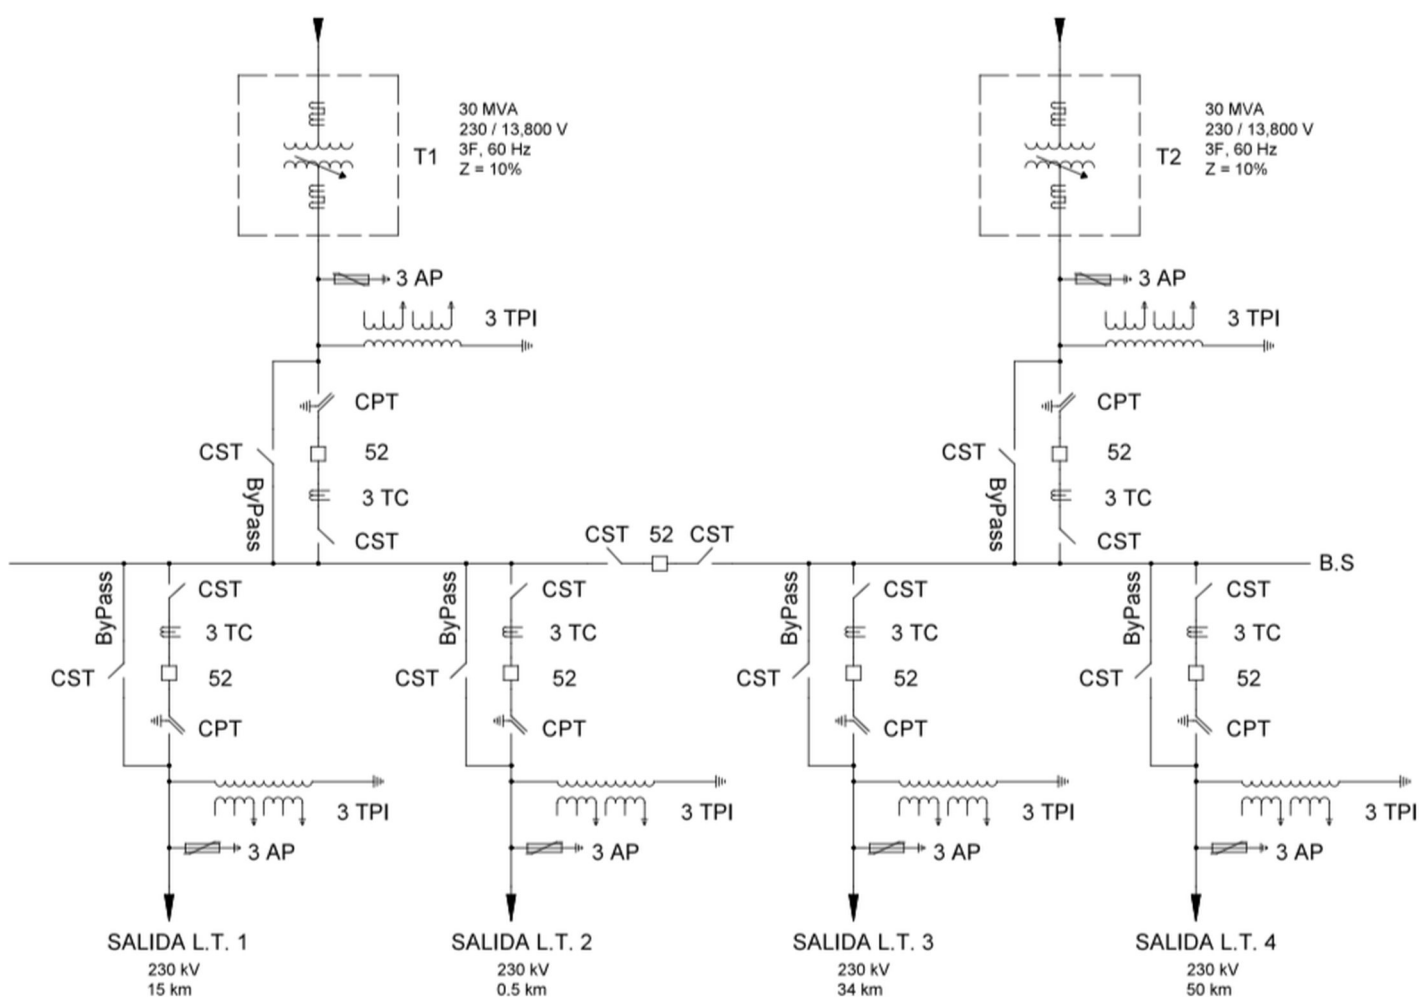 T1
30 MVA
230 / 13,800 V
3F, 60 Hz
Z = 10%
T2
30 MVA
230 / 13,800 V
3F, 60 Hz
Z = 10%
3 AP
3 AP
3 TPI
3 TPI
CPT
CPT
CST
52
CST
52
ByPass
3 TC
ByPass
3 TC
CST
CST
52
CST
CST
B.S
ByPass
CST
ByPass
CST
ByPass
CST
ByPass
CST
3 TC
3 TC
3 TC
3 TC
CST
52
CST
52
CST
52
CST
52
CPT
CPT
CPT
CPT
3 TPI
3 TPI
3 TPI
3 TPI
3 AP
3 AP
3 AP
3 AP
SALIDA L.T. 1
230 kV
15 km
SALIDA L.T. 2
230 kV
0.5 km
SALIDA L.T. 3
230 kV
34 km
SALIDA L.T. 4
230 kV
50 km